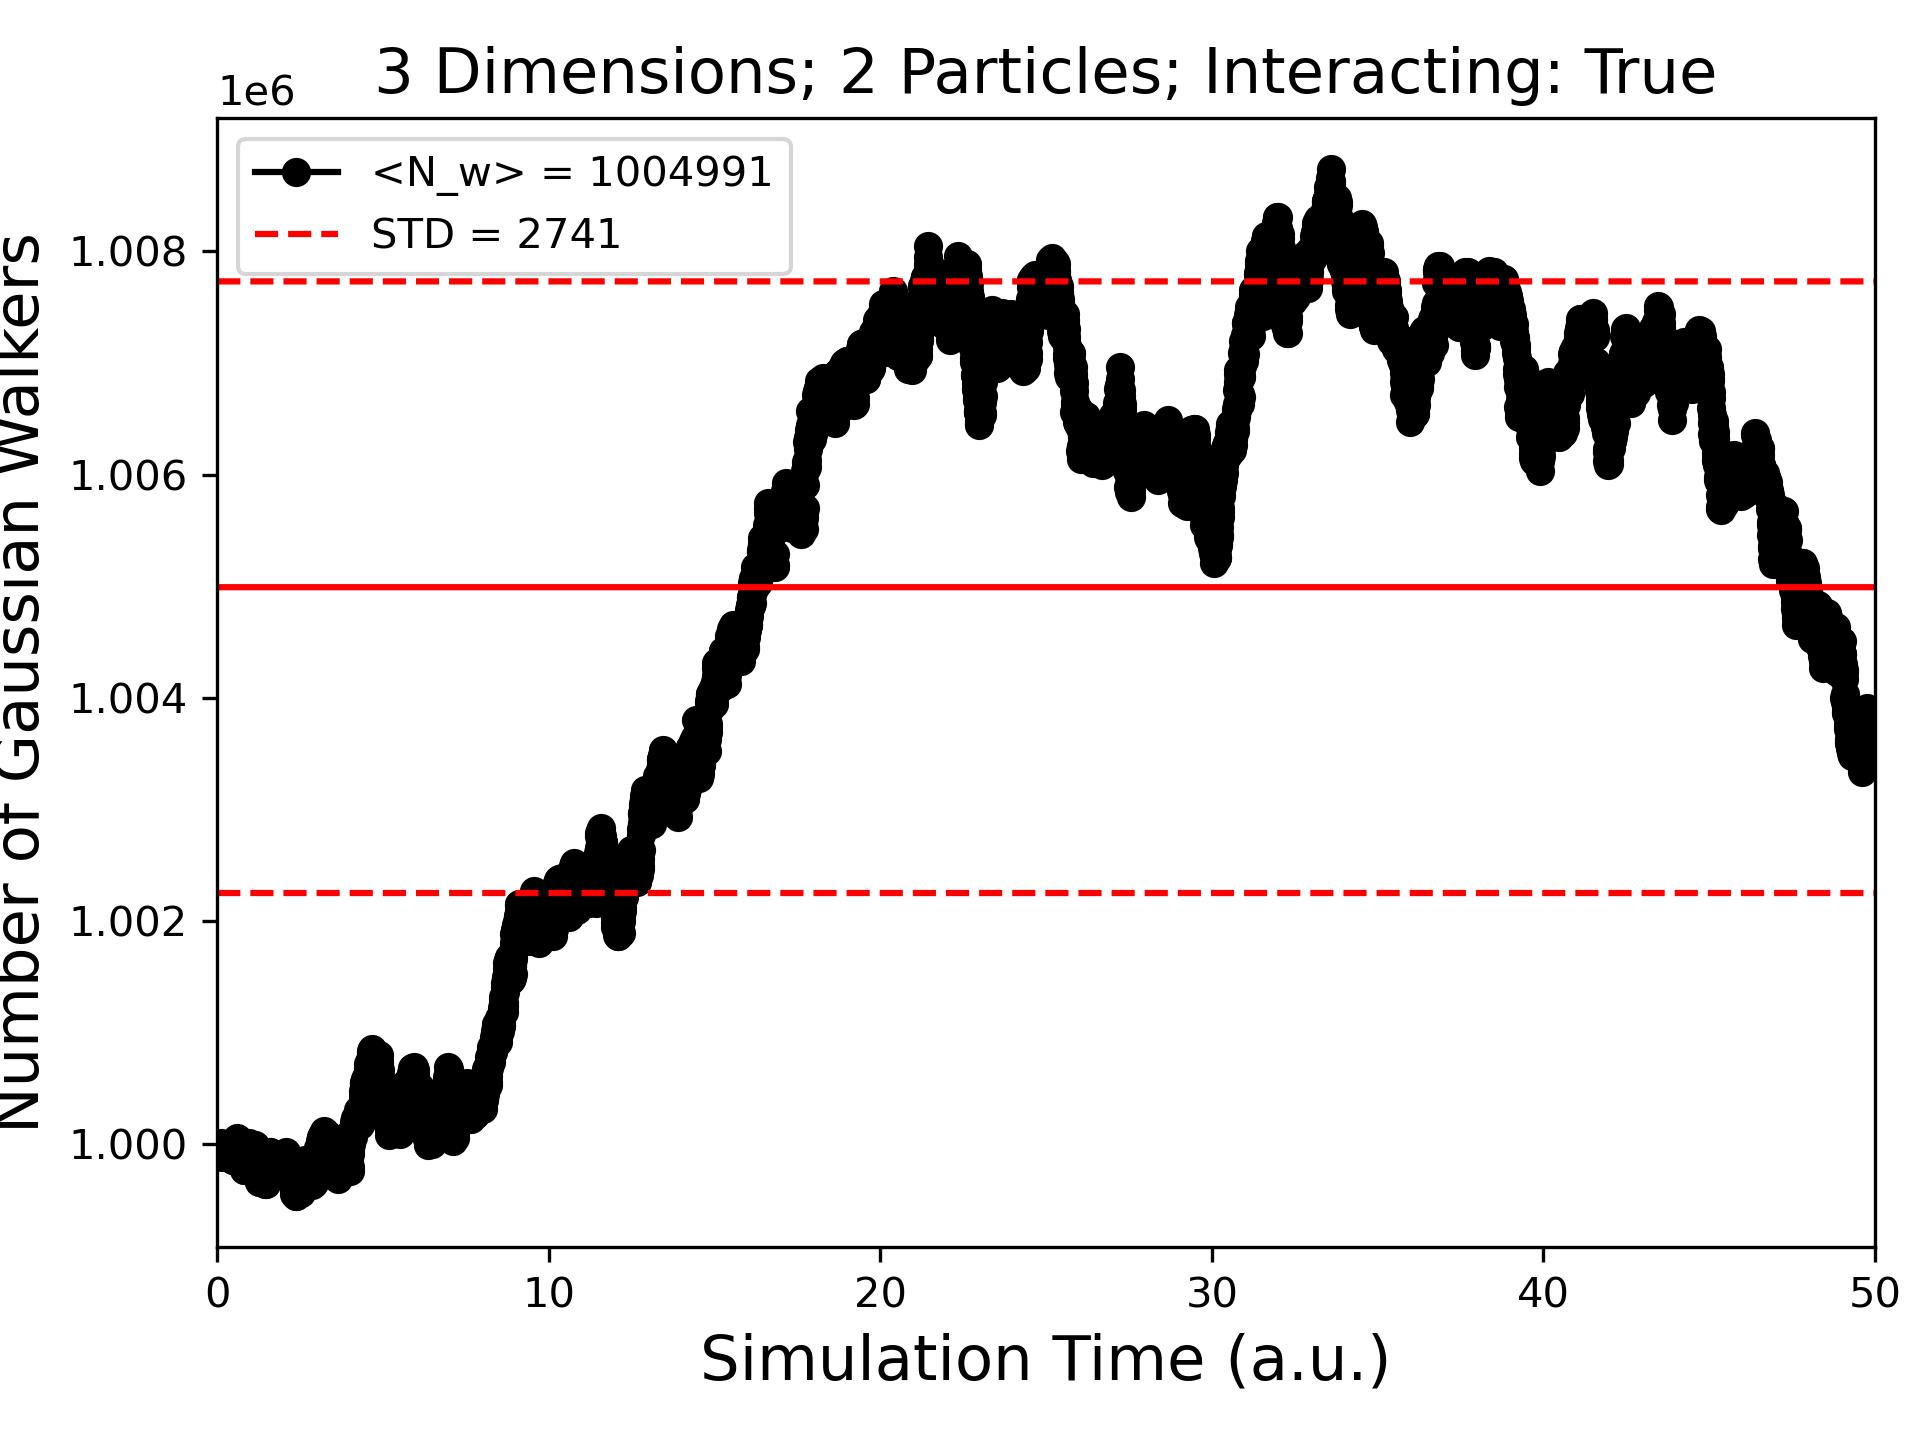 3 Dimensions; 2 Particles; Interacting: True
1e6
<N_w> = 1004991
STD = 2741
Number of Gaussian Walkers
1.008
1.006
1.004
1.002
1.000
0 10 20 30 40 50
Simulation Time (a.u.)